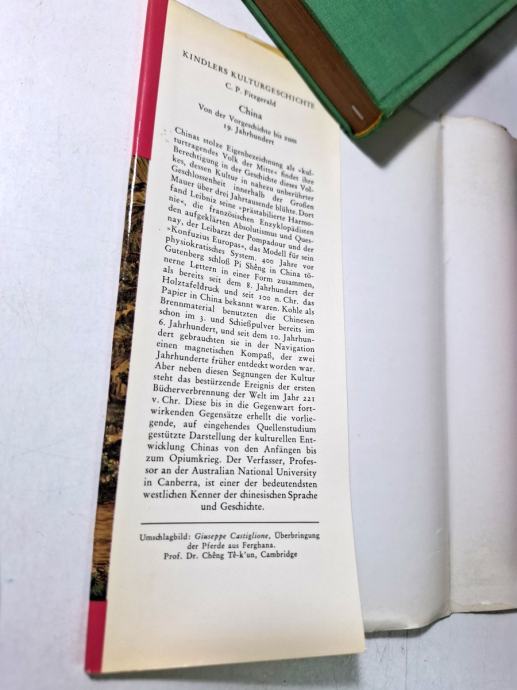 KINDLERS KULTURGESCHICHTE
C. P. Fitzgerald
China
Von der Vorgeschichte bis zum
19. Jahrhundert
Chinas stolze Eigenbezeichnung als »kul-
turtragendes Volk der Mitte« findet ihre
Berechtigung in der Geschichte dieses Vol-
kes, dessen Kultur in nahezu unberührter
Geschlossenheit innerhalb der Großen
Mauer über drei Jahrtausende blühte. Dort
fand Leibniz seine »prästabilierte Harmo-
nie«, die französischen Enzyklopädisten
den aufgeklärten Absolutismus und Ques-
nay, der Leibarzt der Pompadour und der
»Konfuzius Europas«, das Modell für sein
physiokratisches System. 400 Jahre vor
Gutenberg schloß Pi Shêng in China tö-
nerne Lettern in einer Form zusammen,
als bereits seit dem 8. Jahrhundert der
Holztafeldruck und seit 100 n. Chr. das
Papier in China bekannt waren. Kohle als
Brennmaterial benutzten die Chinesen
schon im 3. und Schießpulver bereits im
6. Jahrhundert, und seit dem 10. Jahrhun-
dert gebrauchten sie in der Navigation
einen magnetischen Kompaß, der zwei
Jahrhunderte früher entdeckt worden war.
Aber neben diesen Segnungen der Kultur
steht das bestürzende Ereignis der ersten
Bücherverbrennung der Welt im Jahr 221
v. Chr. Diese bis in die Gegenwart fort-
wirkenden Gegensätze erhellt die vorlie-
gende, auf eingehendes Quellenstudium
gestützte Darstellung der kulturellen Ent-
wicklung Chinas von den Anfängen bis
zum Opiumkrieg. Der Verfasser, Profes-
sor an der Australian National University
in Canberra, ist einer der bedeutendsten
westlichen Kenner der chinesischen Sprache
und Geschichte.
Umschlagbild: Giuseppe Castiglione, Überbringung
der Pferde aus Ferghana.
Prof. Dr. Chêng Tê-k'un, Cambridge